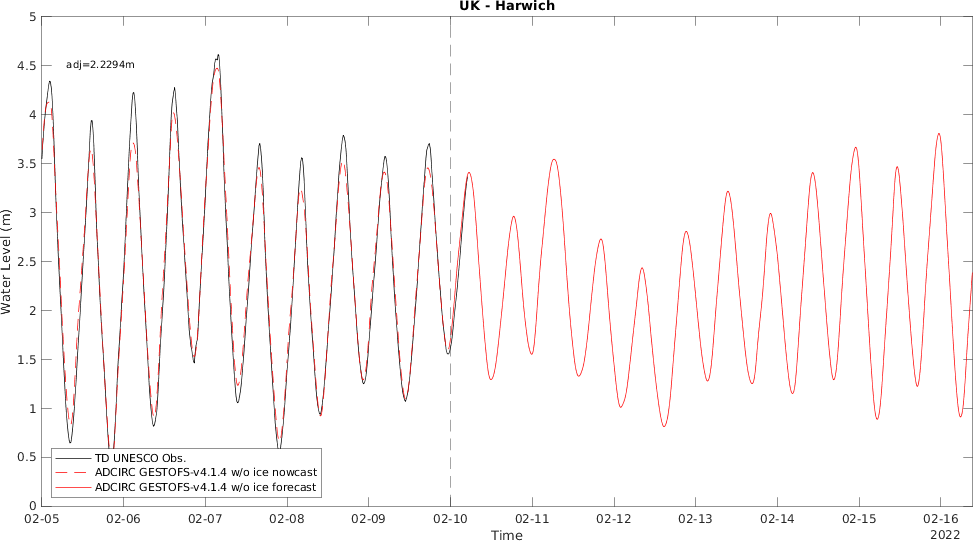 UK - Harwich
5
4.5
4
3.5
3
2.5
2
1.5
1
0.5
0
Water Level (m)
adj=2.2294m
TD UNESCO Obs.
ADCIRC GESTOFS-v4.1.4 w/o ice nowcast
ADCIRC GESTOFS-v4.1.4 w/o ice forecast
02-05 02-06 02-07 02-08 02-09 02-10 02-11 02-12 02-13 02-14 02-15 02-16
2022
Time